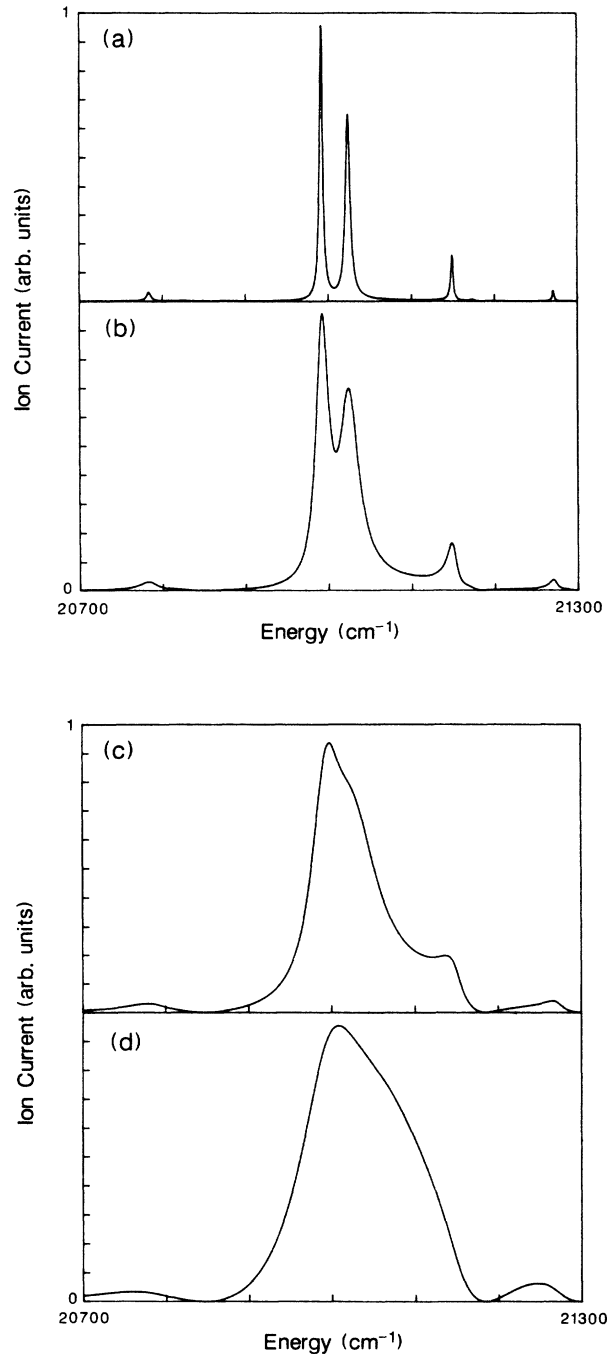 1
(a)
(b)
Ion Current (arb. units)
0
20700
21300
Energy (cm⁻¹)
1
(c)
(d)
Ion Current (arb. units)
0
20700
21300
Energy (cm⁻¹)